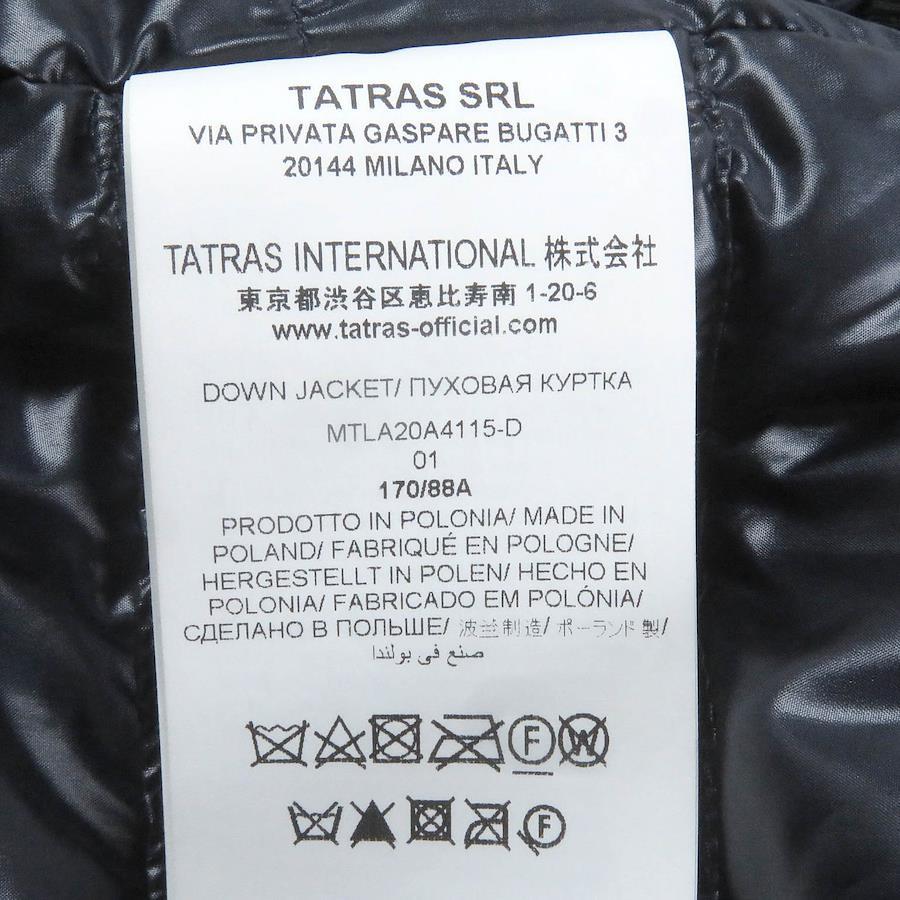 TATRAS SRL
VIA PRIVATA GASPARE BUGATTI 3
20144 MILANO ITALY
TATRAS INTERNATIONAL 株式会社
東京都渋谷区恵比寿南 1-20-6
www.tatras-official.com
DOWN JACKET/ ПУХОВАЯ КУРТКА
MTLA20A4115-D
01
170/88A
PRODOTTO IN POLONIA/ MADE IN
POLAND/ FABRIQUÉ EN POLOGNE/
HERGESTELLT IN POLEN/ HECHO EN
POLONIA/ FABRICADO EM POLÓNIA/
СДЕЛАНО В ПОЛЬШЕ/ 波兰制造/ ポーランド製/
صنع في بولندا
F W
F